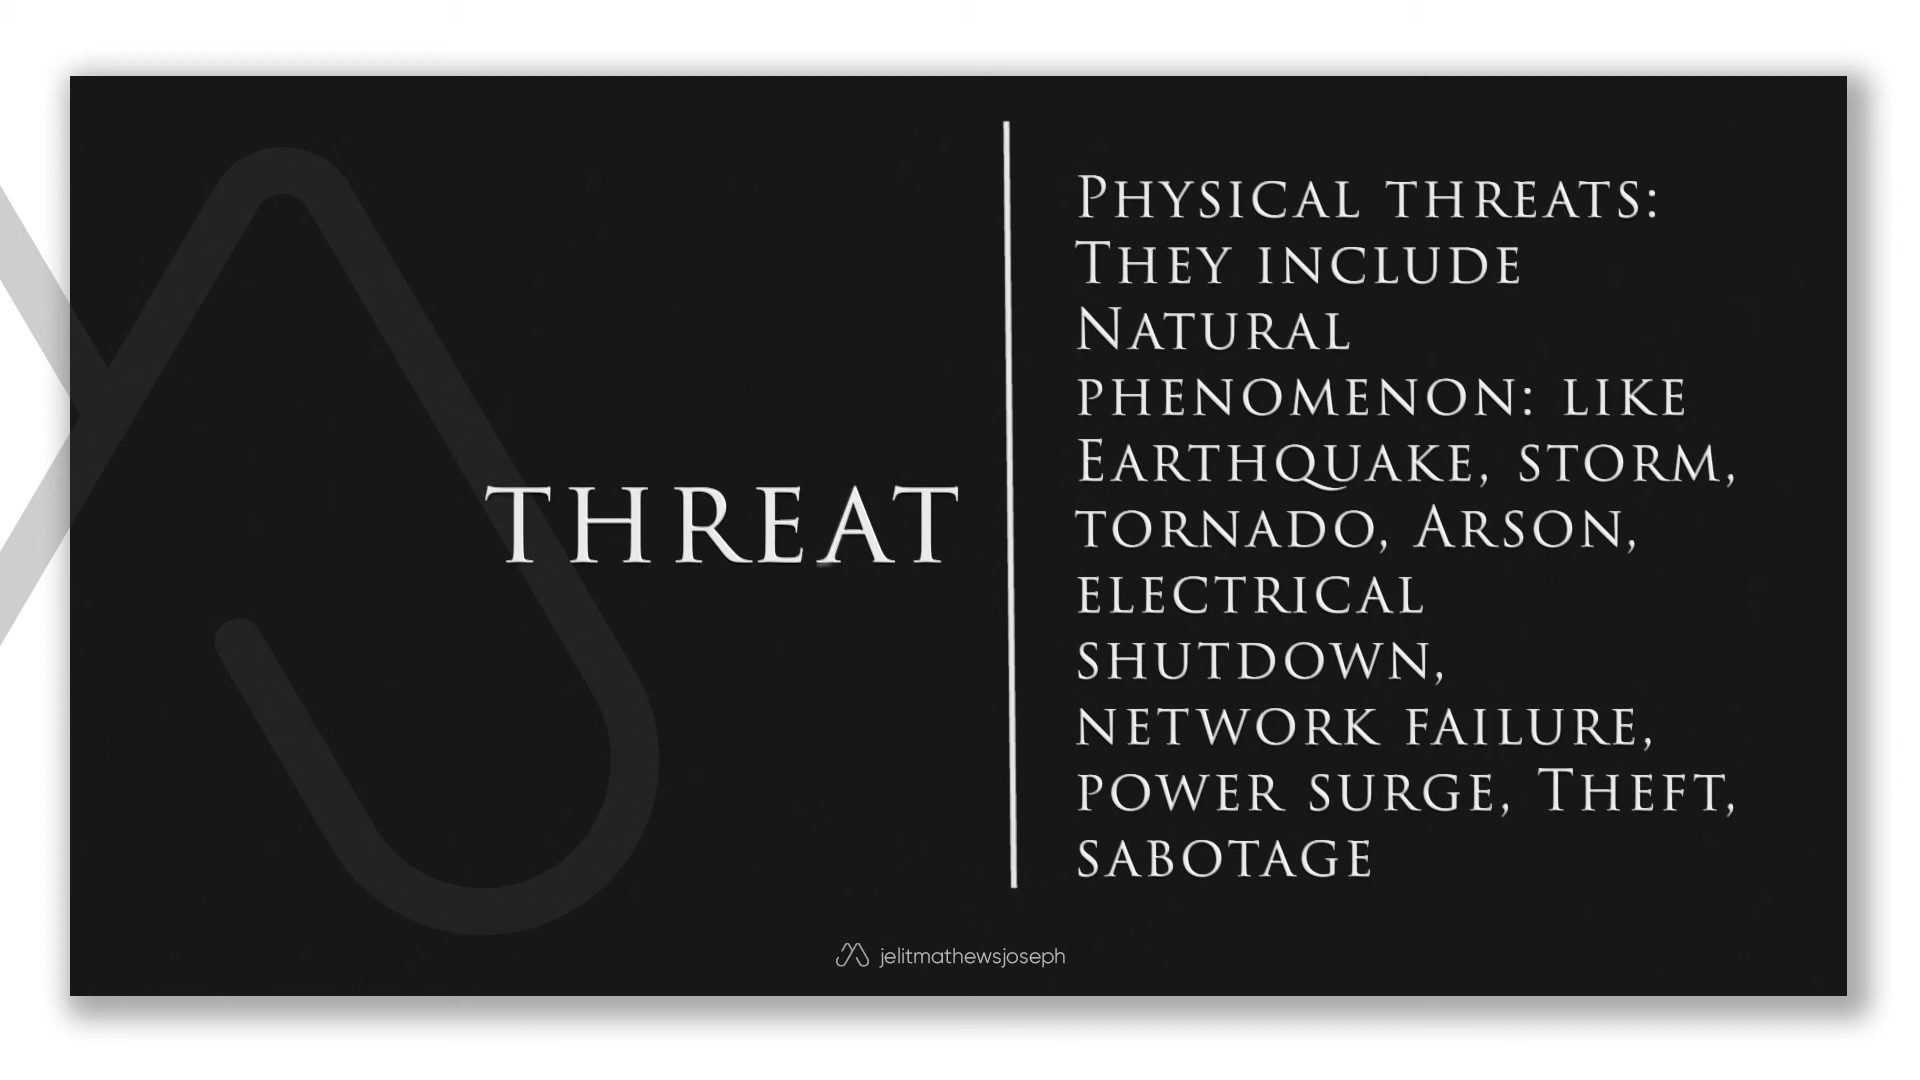 THREAT
PHYSICAL THREATS:
THEY INCLUDE
NATURAL
PHENOMENON: LIKE
EARTHQUAKE, STORM,
TORNADO, ARSON,
ELECTRICAL
SHUTDOWN,
NETWORK FAILURE,
POWER SURGE, THEFT,
SABOTAGE
jelitmathewsjoseph